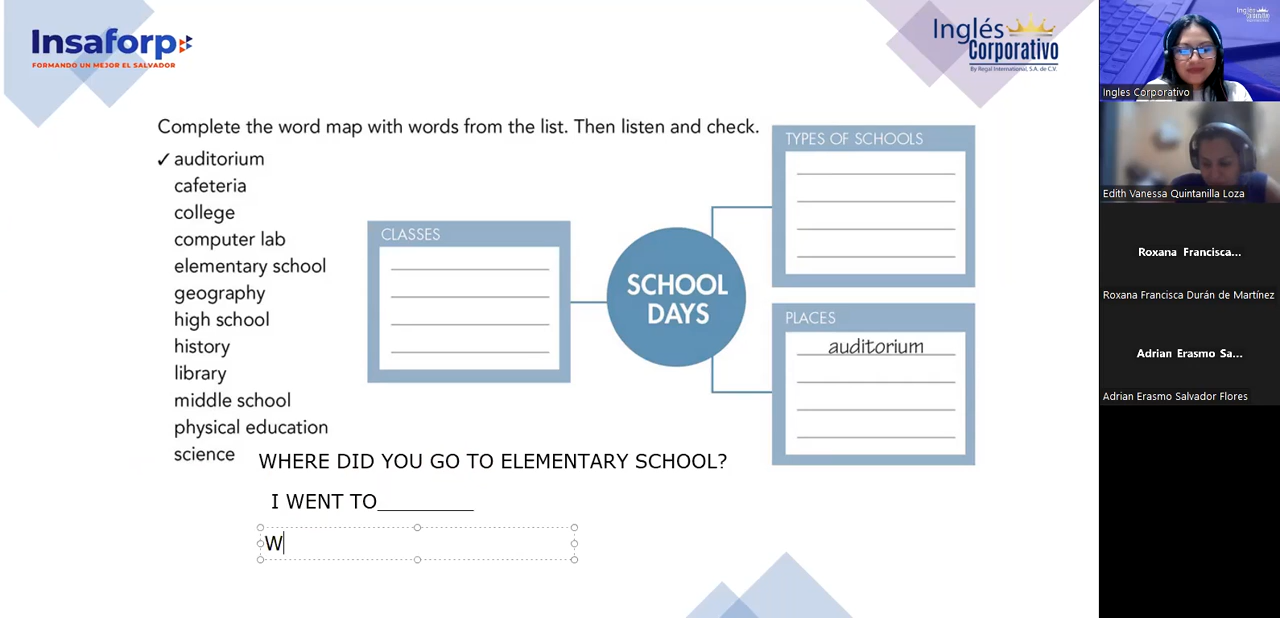 Insaforp
FORMANDO UN MEJOR EL SALVADOR
Inglés
Corporativo
By Regal International, S.A. de C.V.
Complete the word map with words from the list. Then listen and check.
✓ auditorium
cafeteria
college
computer lab
elementary school
geography
high school
history
library
middle school
physical education
science
CLASSES
SCHOOL
DAYS
TYPES OF SCHOOLS
PLACES
auditorium
WHERE DID YOU GO TO ELEMENTARY SCHOOL?
I WENT TO_________
W
Ingles Corporativo
Edith Vanessa Quintanilla Loza
Roxana Francisca...
Roxana Francisca Durán de Martínez
Adrian Erasmo Sa...
Adrian Erasmo Salvador Flores